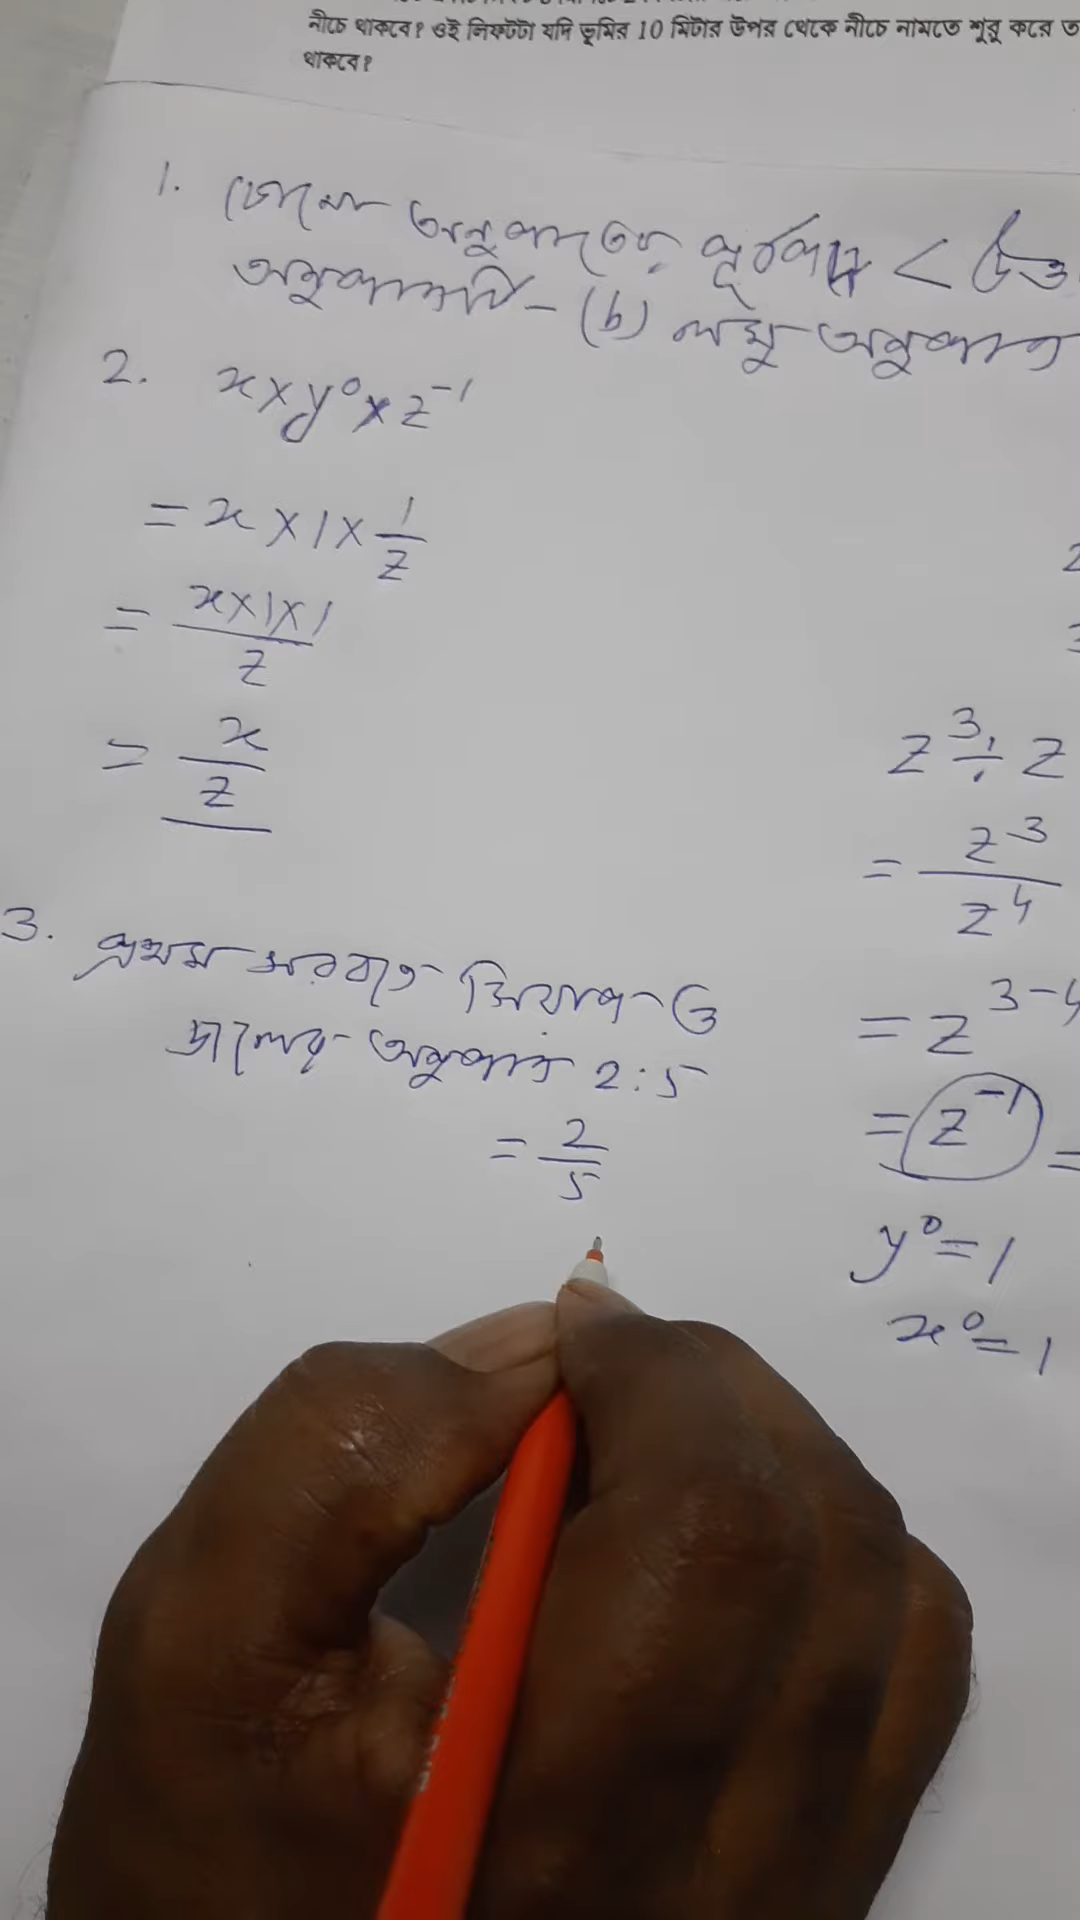 নীচে থাকবে? ওই লিফটটা যদি ভূমির 10 মিটার উপর থেকে নীচে নামতে শুরু করে ত
থাকবে?
1. কোনো অনুপাতের পূর্বপদ < উত্ত
অনুপাতটি - (b) লঘু অনুপাত
2. x × y⁰ × z⁻¹
= x × 1 × 1/z
= x×1×1/z
= x/z
3. প্রথম সরবতে সিরাপ ও
জলের অনুপাত 2:5
= 2/5
z³ ÷ z
= z³/z⁴
= z³⁻⁴
= z⁻¹ =
y⁰ = 1
x⁰ = 1